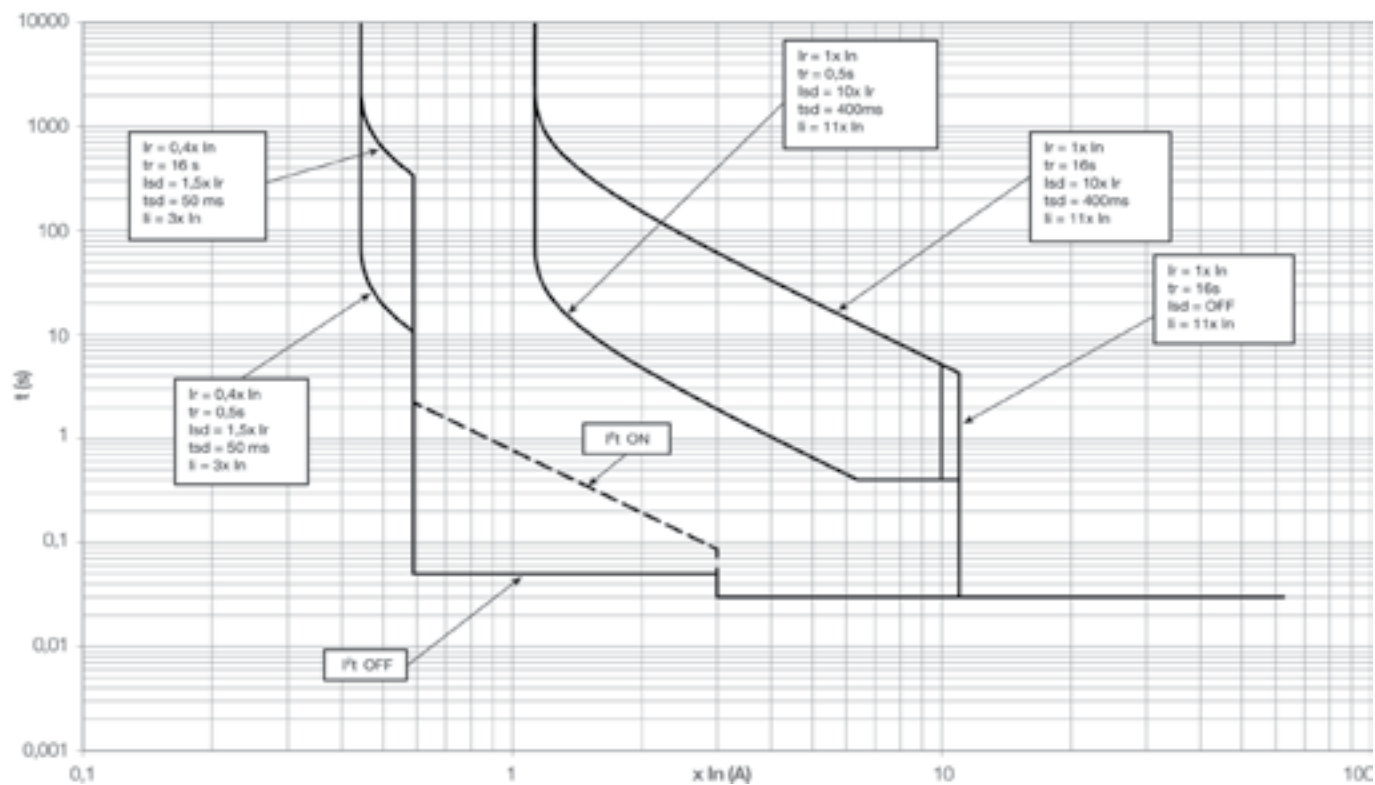 10000
1000
100
10
1
0,1
0,01
0,001
t (s)
0,1
1
x In (A)
10
100
Ir = 0,4x In
tr = 16 s
Isd = 1,5x Ir
tsd = 50 ms
Ii = 3x In
Ir = 1x In
tr = 0,5s
Isd = 10x Ir
tsd = 400ms
Ii = 11x In
Ir = 1x In
tr = 16s
Isd = 10x Ir
tsd = 400ms
Ii = 11x In
Ir = 1x In
tr = 16s
Isd = OFF
Ii = 11x In
Ir = 0,4x In
tr = 0,5s
Isd = 1,5x Ir
tsd = 50 ms
Ii = 3x In
I²t ON
I²t OFF